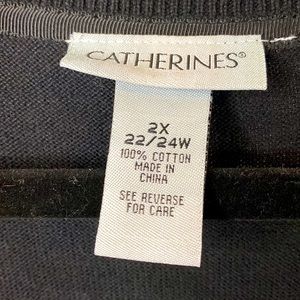 CATHERINES®
2X
22/24W
100% COTTON
MADE IN
CHINA
SEE REVERSE
FOR CARE